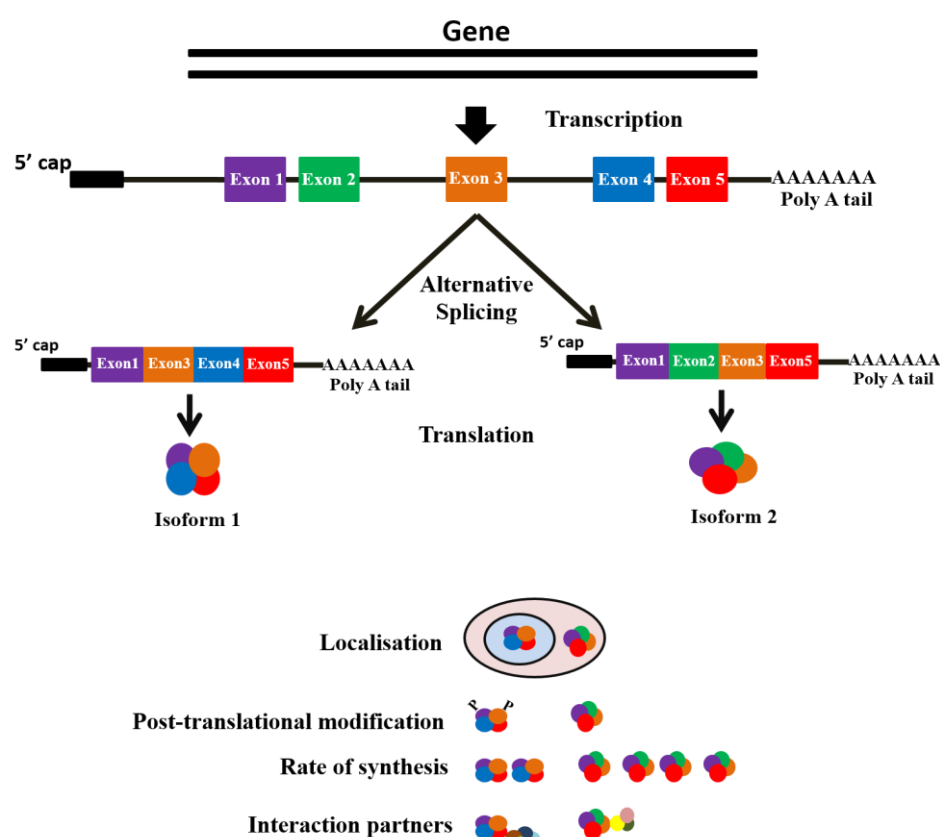 Gene
Transcription
5’ cap
Exon 1 Exon 2 Exon 3 Exon 4 Exon 5
AAAAAAA
Poly A tail
Alternative
Splicing
5’ cap
Exon1 Exon3 Exon4 Exon5
AAAAAAA
Poly A tail
5’ cap
Exon1 Exon2 Exon3 Exon5
AAAAAAA
Poly A tail
Translation
Isoform 1
Isoform 2
Localisation
Post-translational modification
P P
Rate of synthesis
Interaction partners